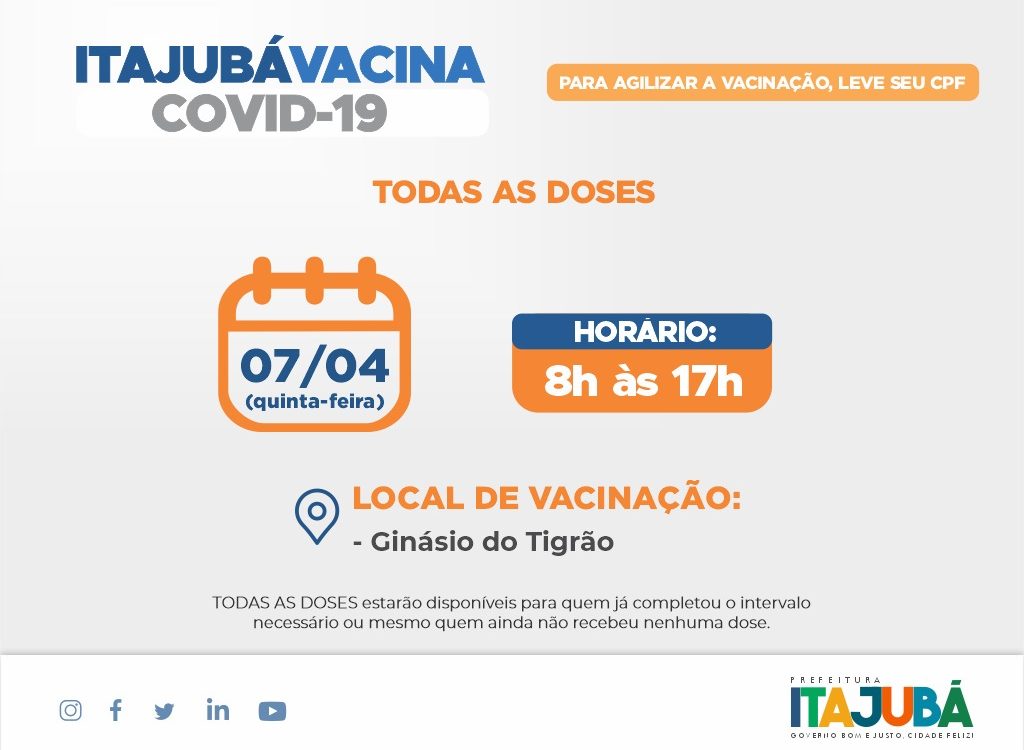 ITAJUBÁVACINA
COVID-19
PARA AGILIZAR A VACINAÇÃO, LEVE SEU CPF
TODAS AS DOSES
07/04
(quinta-feira)
HORÁRIO:
8h às 17h
LOCAL DE VACINAÇÃO:
- Ginásio do Tigrão
TODAS AS DOSES estarão disponíveis para quem já completou o intervalo
necessário ou mesmo quem ainda não recebeu nenhuma dose.
PREFEITURA
ITAJUBÁ
GOVERNO BOM E JUSTO, CIDADE FELIZ!